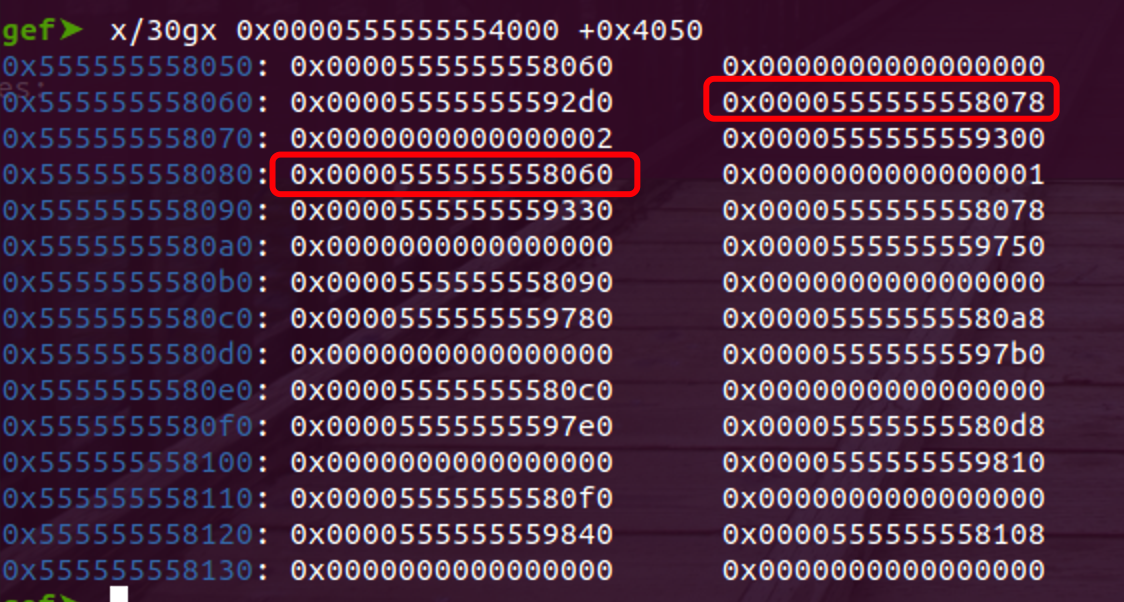 gef➤ x/30gx 0x0000555555554000 +0x4050
0x555555558050: 0x0000555555558060 0x0000000000000000
0x555555558060: 0x00005555555592d0 0x0000555555558078
0x555555558070: 0x0000000000000002 0x0000555555559300
0x555555558080: 0x0000555555558060 0x0000000000000001
0x555555558090: 0x0000555555559330 0x0000555555558078
0x5555555580a0: 0x0000000000000000 0x0000555555559750
0x5555555580b0: 0x0000555555558090 0x0000000000000000
0x5555555580c0: 0x0000555555559780 0x00005555555580a8
0x5555555580d0: 0x0000000000000000 0x00005555555597b0
0x5555555580e0: 0x00005555555580c0 0x0000000000000000
0x5555555580f0: 0x00005555555597e0 0x00005555555580d8
0x555555558100: 0x0000000000000000 0x0000555555559810
0x555555558110: 0x00005555555580f0 0x0000000000000000
0x555555558120: 0x0000555555559840 0x0000555555558108
0x555555558130: 0x0000000000000000 0x0000000000000000
gef➤